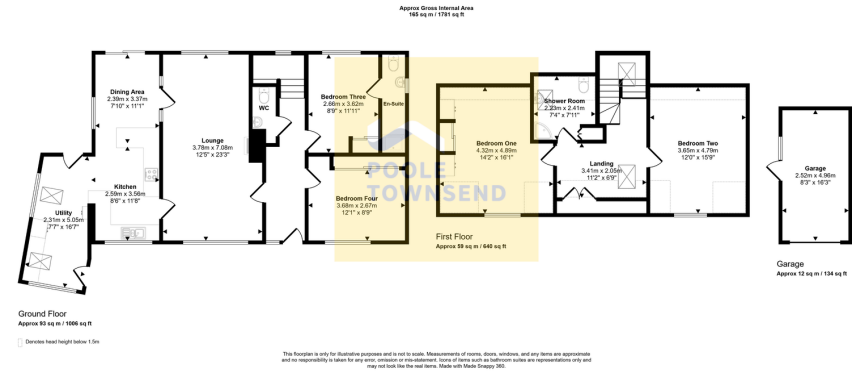 Approx Gross Internal Area
165 sq m / 1781 sq ft
Dining Area
2.39m x 3.37m
7'10" x 11'1"
Lounge
3.78m x 7.08m
12'5" x 23'3"
WC
Bedroom Three
2.66m x 3.62m
8'9" x 11'11"
En-Suite
Kitchen
2.59m x 3.56m
8'6" x 11'8"
Utility
2.31m x 5.05m
7'7" x 16'7"
Bedroom Four
3.68m x 2.67m
12'1" x 8'9"
POOLE
TOWNSEND
Bedroom One
4.32m x 4.89m
14'2" x 16'1"
Shower Room
2.23m x 2.41m
7'4" x 7'11"
Landing
3.41m x 2.05m
11'2" x 6'9"
Bedroom Two
3.65m x 4.79m
12'0" x 15'9"
Garage
2.52m x 4.96m
8'3" x 16'3"
First Floor
Approx 59 sq m / 640 sq ft
Garage
Approx 12 sq m / 134 sq ft
Ground Floor
Approx 93 sq m / 1006 sq ft
Denotes head height below 1.5m
This floorplan is only for illustrative purposes and is not to scale. Measurements of rooms, doors, windows, and any items are approximate
and no responsibility is taken for any error, omission or mis-statement. Icons of items such as bathroom suites are representations only and
may not look like the real items. Made with Made Snappy 360.